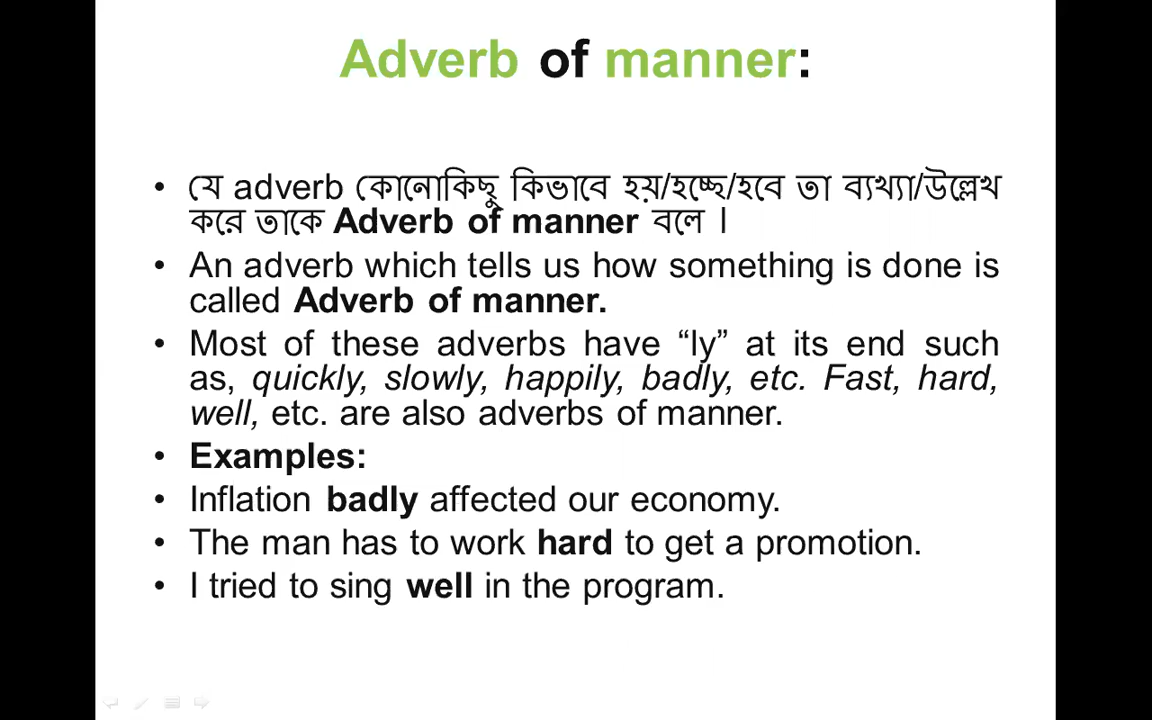 Adverb of manner:
• যে adverb কোনোকিছু কিভাবে হয়/হচ্ছে/হবে তা ব্যখ্যা/উল্লেখ
করে তাকে Adverb of manner বলে ।
• An adverb which tells us how something is done is
called Adverb of manner.
• Most of these adverbs have “ly” at its end such
as, quickly, slowly, happily, badly, etc. Fast, hard,
well, etc. are also adverbs of manner.
• Examples:
• Inflation badly affected our economy.
• The man has to work hard to get a promotion.
• I tried to sing well in the program.